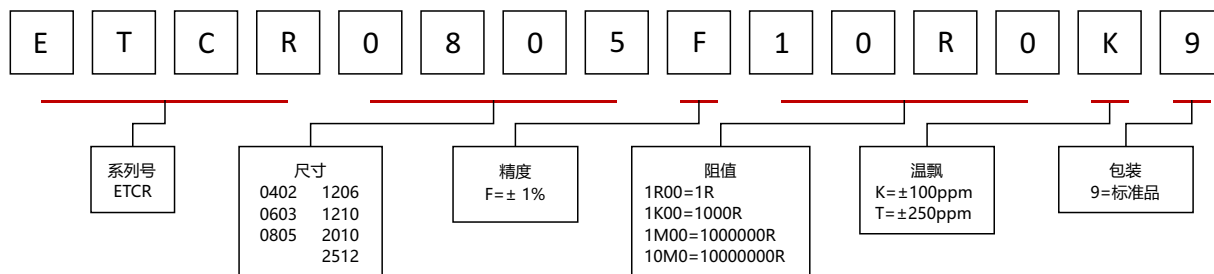 E T C R 0 8 0 5 F 1 0 R 0 K 9
系列号
ETCR
尺寸
0402 1206
0603 1210
0805 2010
2512
精度
F=± 1%
阻值
1R00=1R
1K00=1000R
1M00=1000000R
10M0=10000000R
温飘
K=±100ppm
T=±250ppm
包装
9=标准品